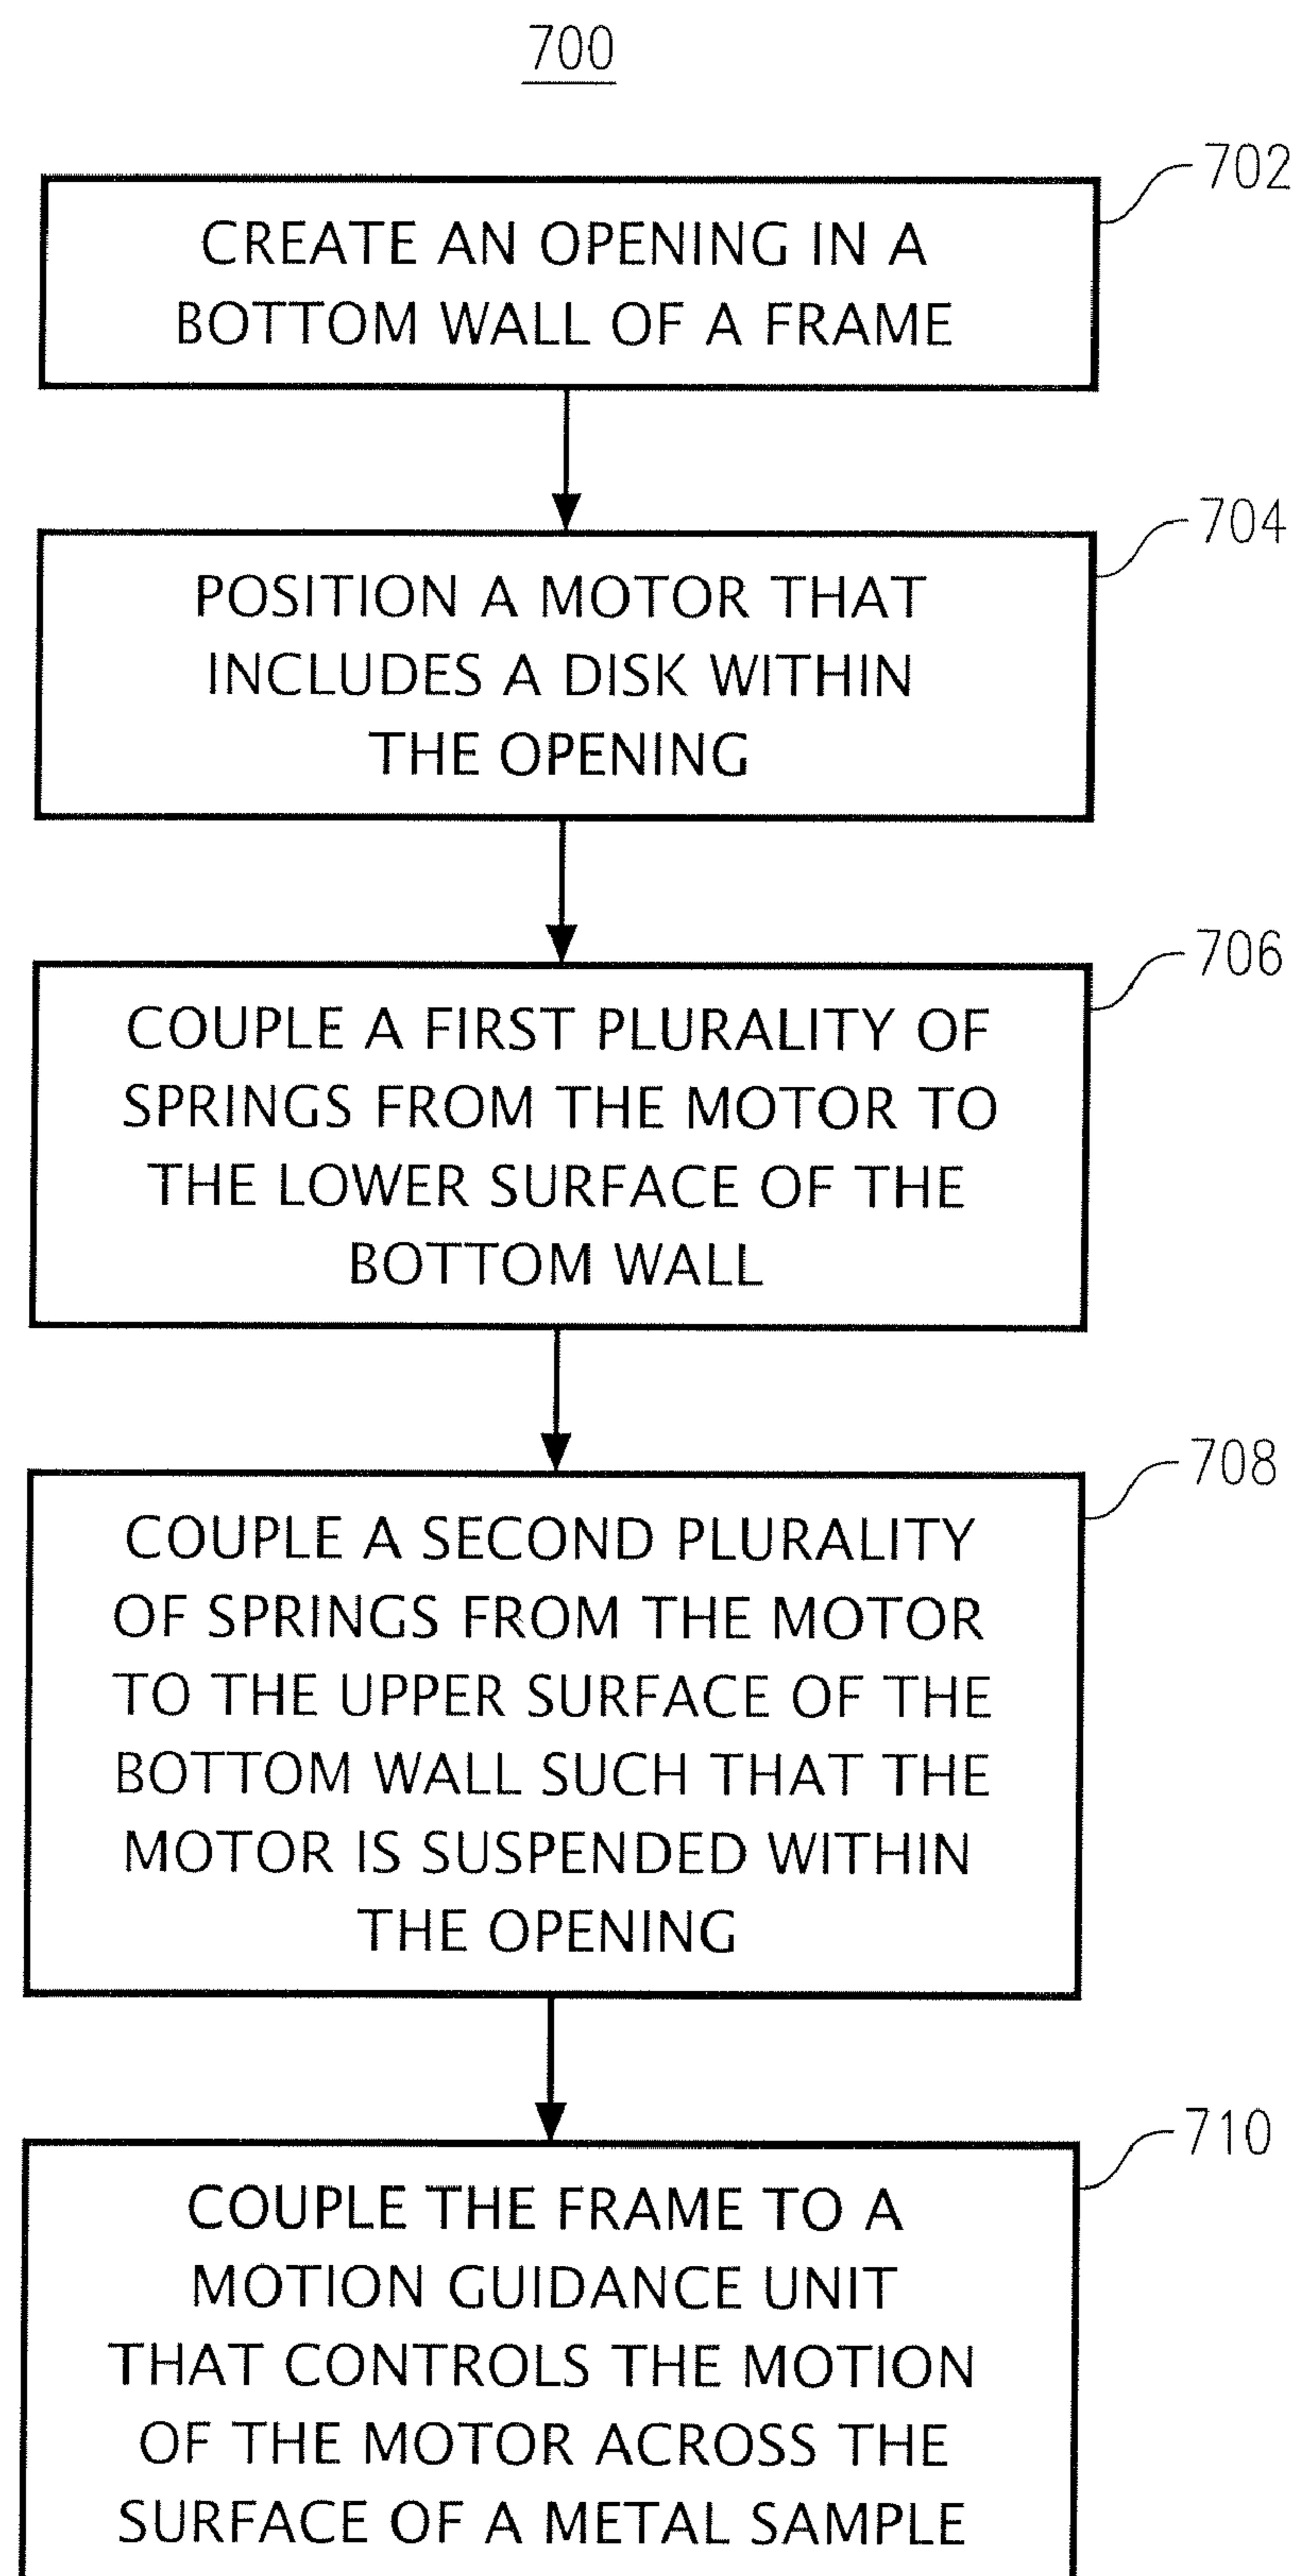 700
702
CREATE AN OPENING IN A
BOTTOM WALL OF A FRAME
704
POSITION A MOTOR THAT
INCLUDES A DISK WITHIN
THE OPENING
706
COUPLE A FIRST PLURALITY OF
SPRINGS FROM THE MOTOR TO
THE LOWER SURFACE OF THE
BOTTOM WALL
708
COUPLE A SECOND PLURALITY
OF SPRINGS FROM THE MOTOR
TO THE UPPER SURFACE OF THE
BOTTOM WALL SUCH THAT THE
MOTOR IS SUSPENDED WITHIN
THE OPENING
710
COUPLE THE FRAME TO A
MOTION GUIDANCE UNIT
THAT CONTROLS THE MOTION
OF THE MOTOR ACROSS THE
SURFACE OF A METAL SAMPLE